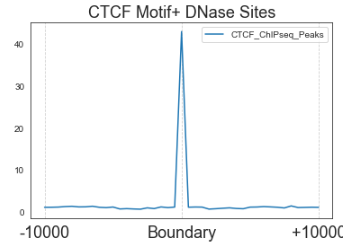 CTCF Motif+ DNase Sites
CTCF_ChIPseq_Peaks
40
30
20
10
0
-10000 Boundary +10000